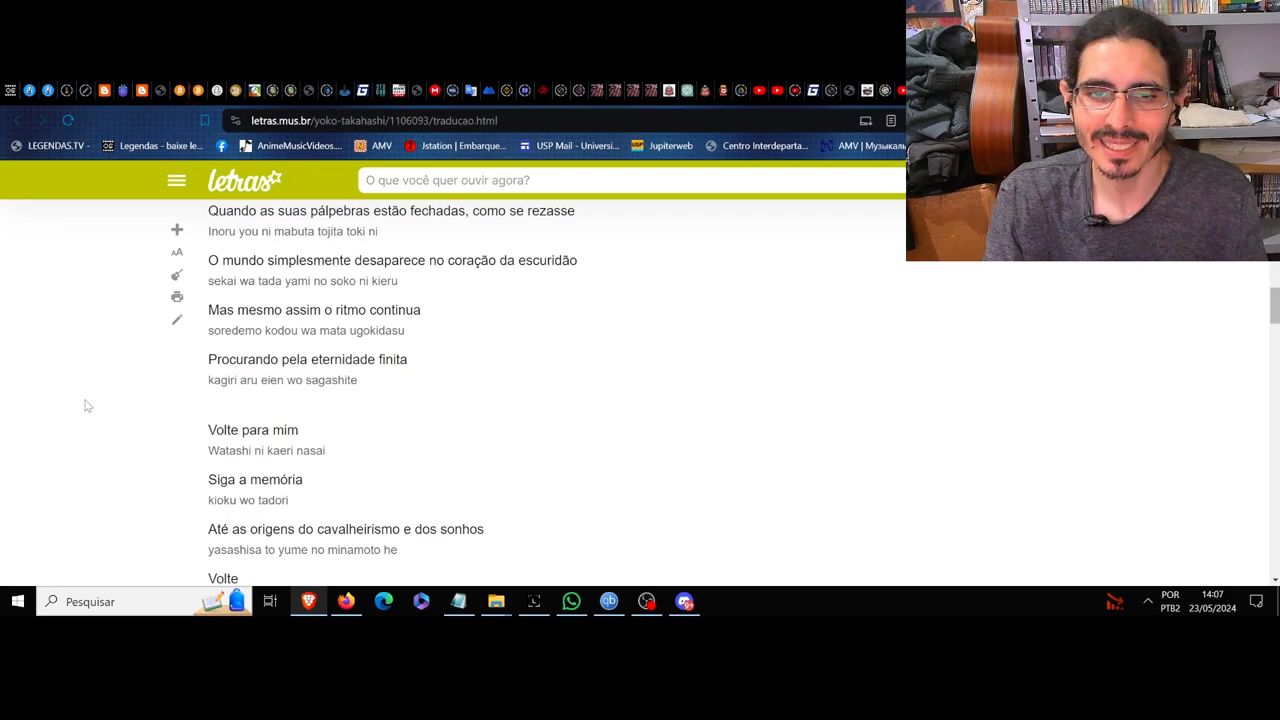 letras.mus.br/yoko-takahashi/1106093/traducao.html
LEGENDAS.TV -
Legendas - baixe le...
AnimeMusicVideos....
AMV
Jstation | Embarque...
USP Mail - Universi...
Jupiterweb
Centro Interdeparta...
AMV | Музыкаль
letras
O que você quer ouvir agora?
Quando as suas pálpebras estão fechadas, como se rezasse
Inoru you ni mabuta tojita toki ni
AA
O mundo simplesmente desaparece no coração da escuridão
sekai wa tada yami no soko ni kieru
Mas mesmo assim o ritmo continua
soredemo kodou wa mata ugokidasu
Procurando pela eternidade finita
kagiri aru eien wo sagashite
Volte para mim
Watashi ni kaeri nasai
Siga a memória
kioku wo tadori
Até as origens do cavalheirismo e dos sonhos
yasashisa to yume no minamoto he
Volte
Pesquisar
POR
PTB2
14:07
23/05/2024